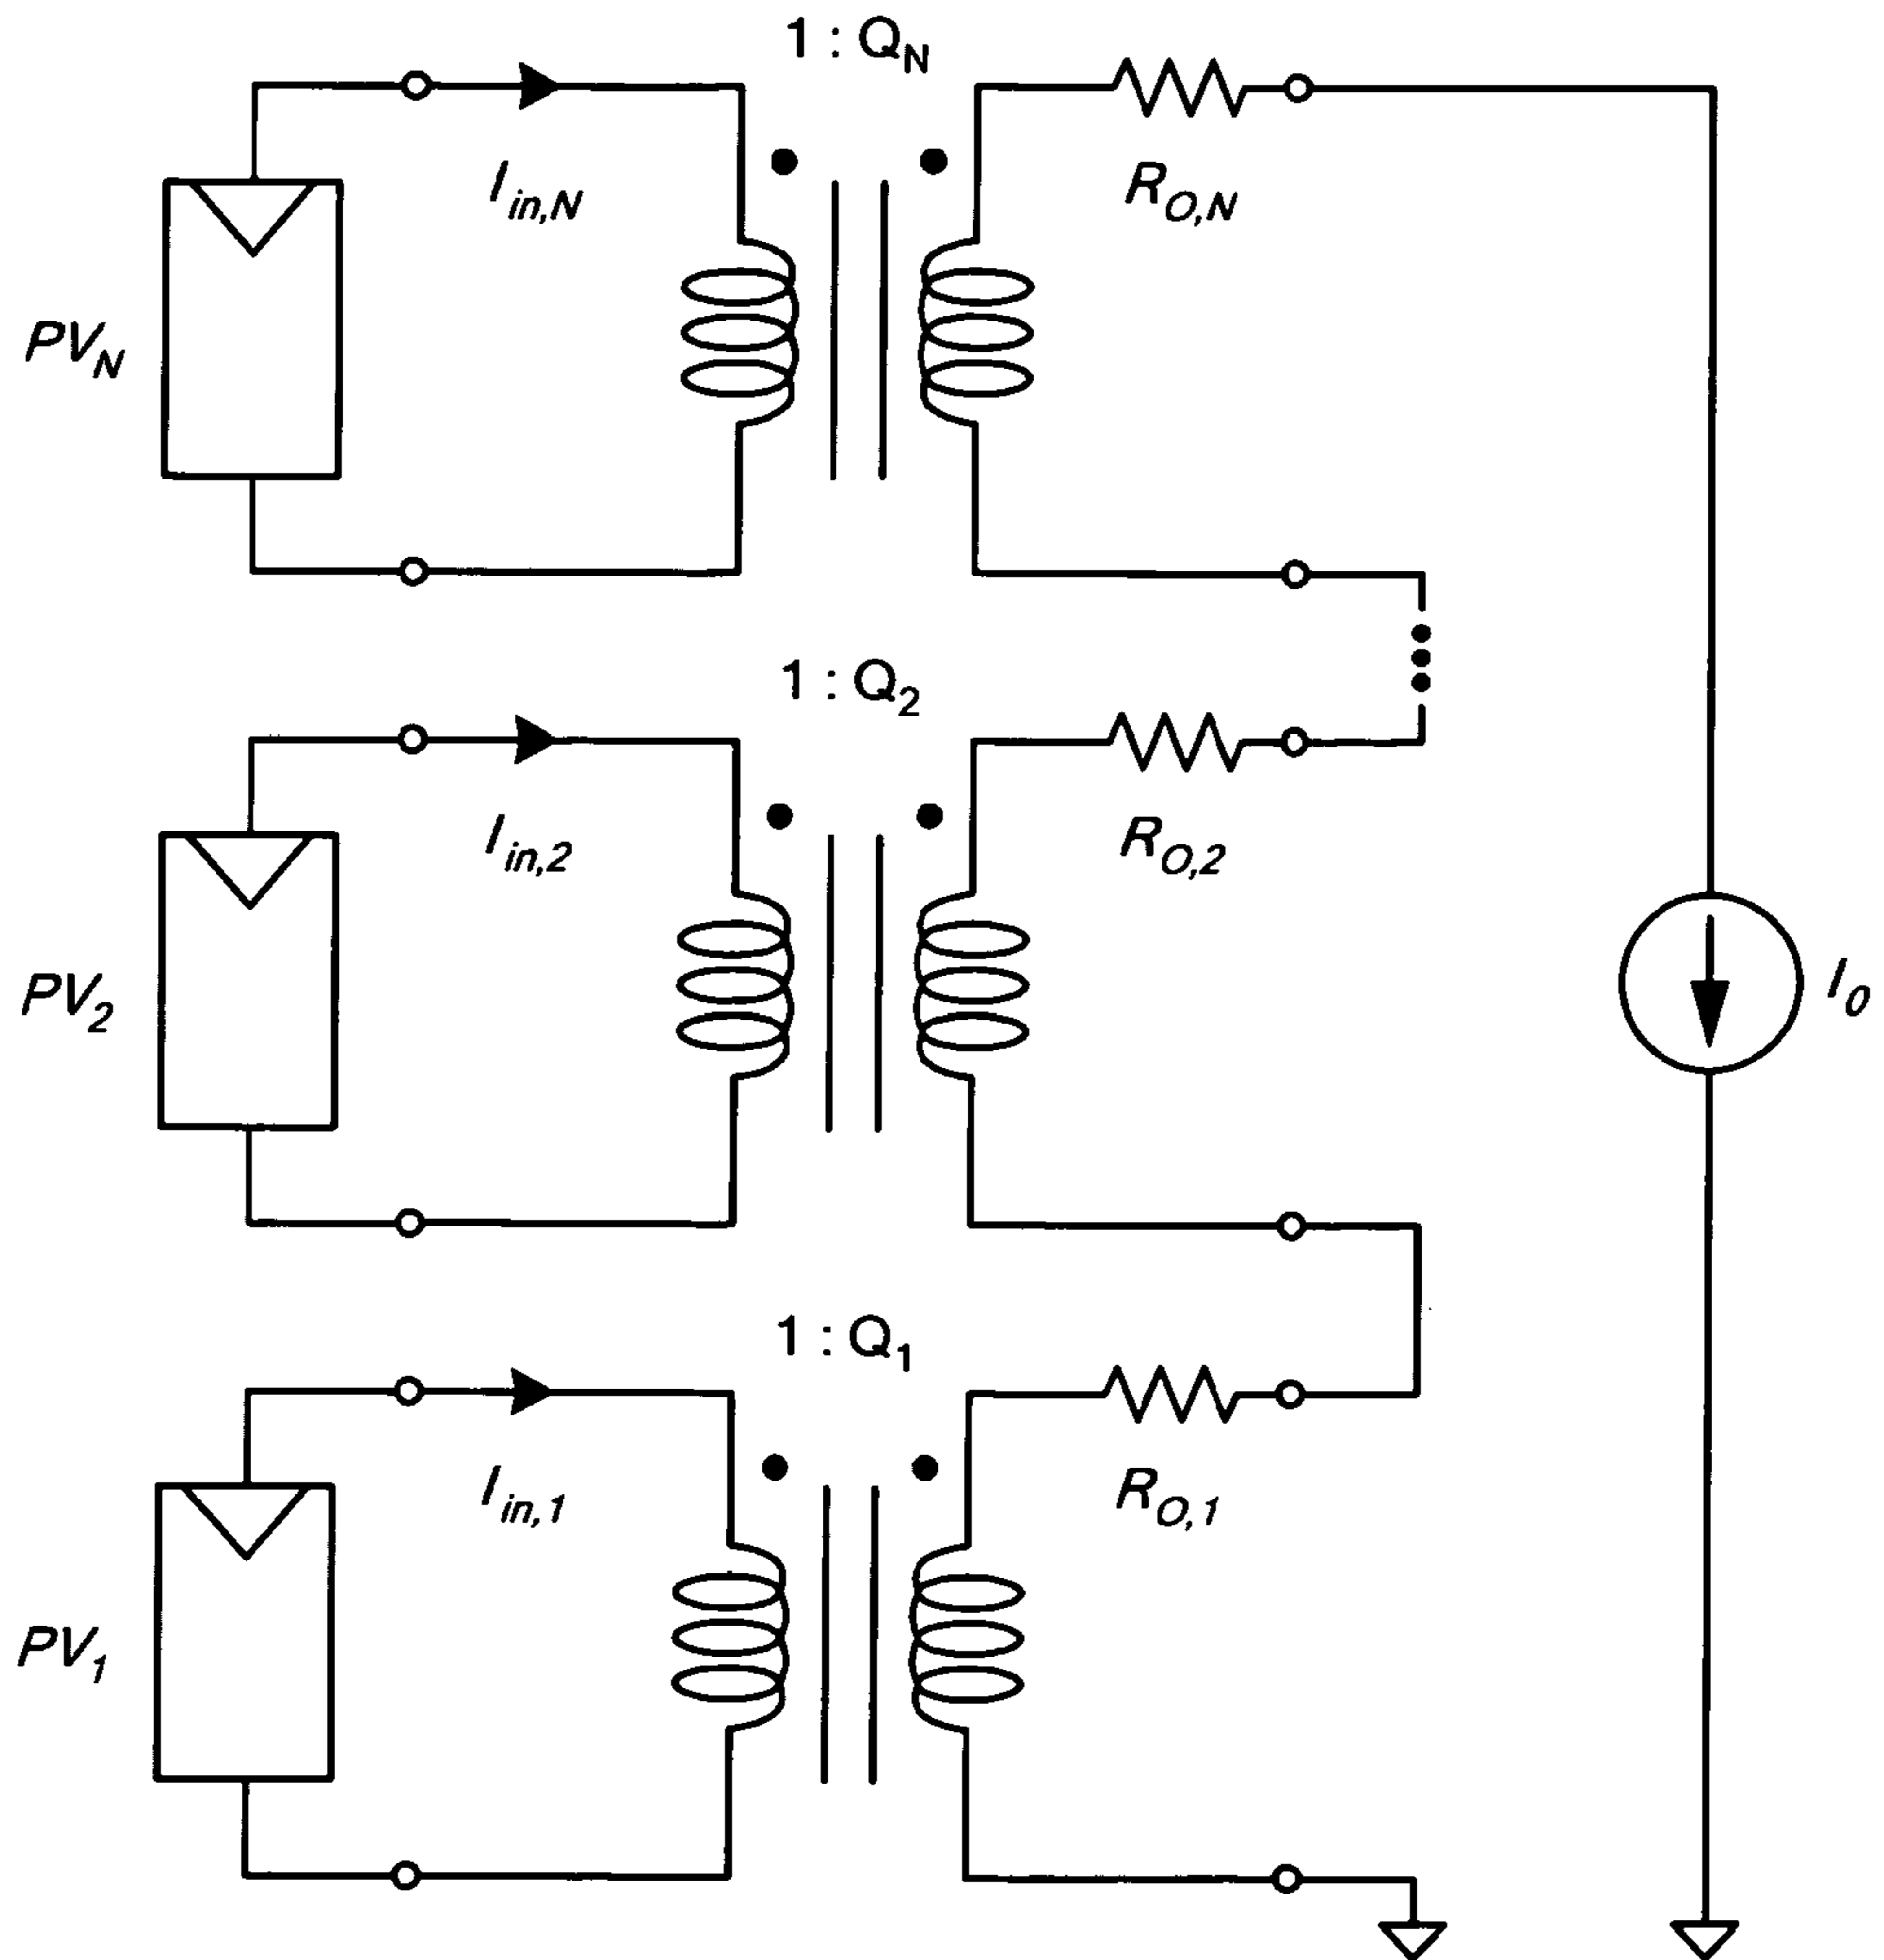 1 : Q_N
I_in,N
R_O,N
PV_N
1 : Q_2
I_in,2
R_O,2
PV_2
I_0
1 : Q_1
I_in,1
R_O,1
PV_1